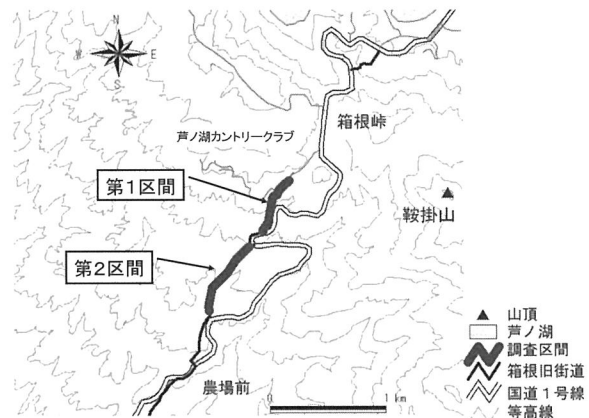 N
W
E
S
1
箱根峠
芦ノ湖カントリークラブ
第1区間
鞍掛山
第2区間
山頂
芦ノ湖
調査区間
箱根旧街道
国道1号線
等高線
農場前
0
1 km